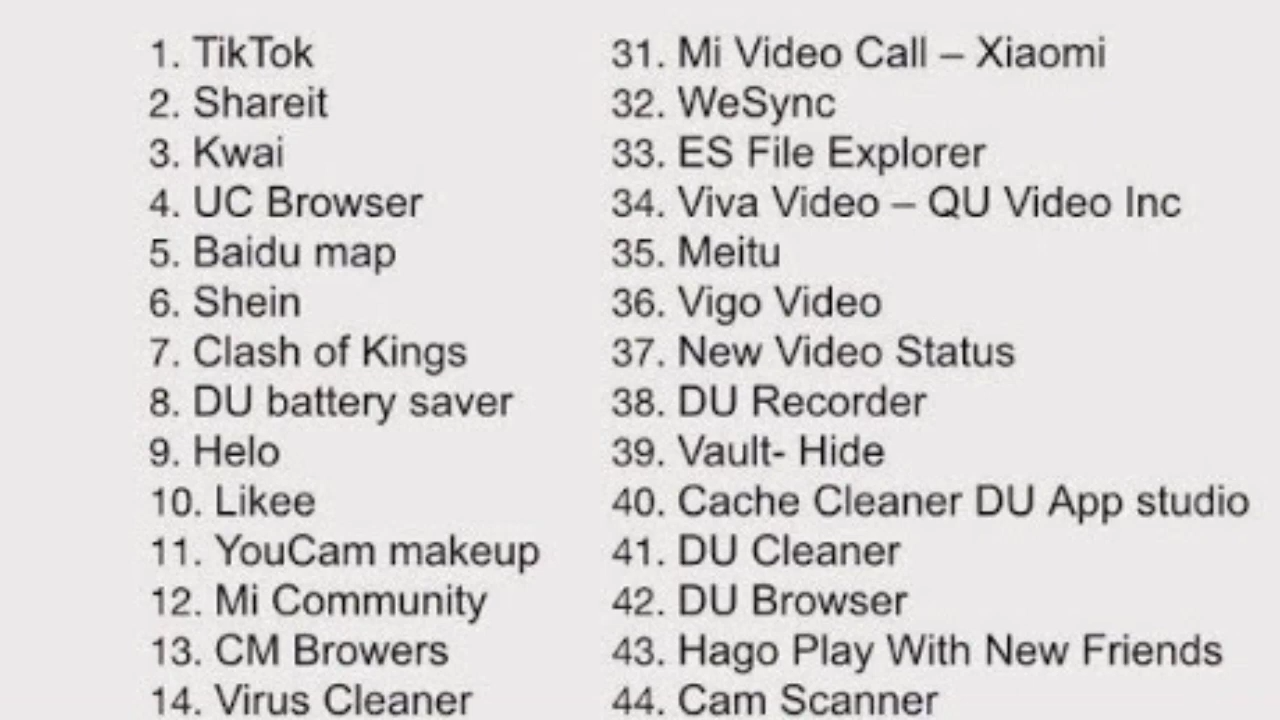 1. TikTok
2. Shareit
3. Kwai
4. UC Browser
5. Baidu map
6. Shein
7. Clash of Kings
8. DU battery saver
9. Helo
10. Likee
11. YouCam makeup
12. Mi Community
13. CM Browers
14. Virus Cleaner
31. Mi Video Call – Xiaomi
32. WeSync
33. ES File Explorer
34. Viva Video – QU Video Inc
35. Meitu
36. Vigo Video
37. New Video Status
38. DU Recorder
39. Vault- Hide
40. Cache Cleaner DU App studio
41. DU Cleaner
42. DU Browser
43. Hago Play With New Friends
44. Cam Scanner